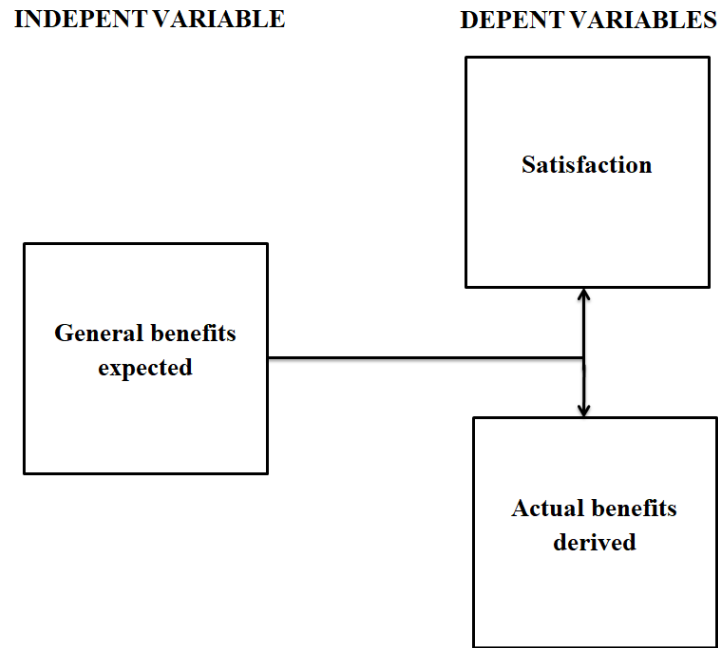 INDEPENT VARIABLE
DEPENT VARIABLES
Satisfaction
General benefits
expected
Actual benefits
derived